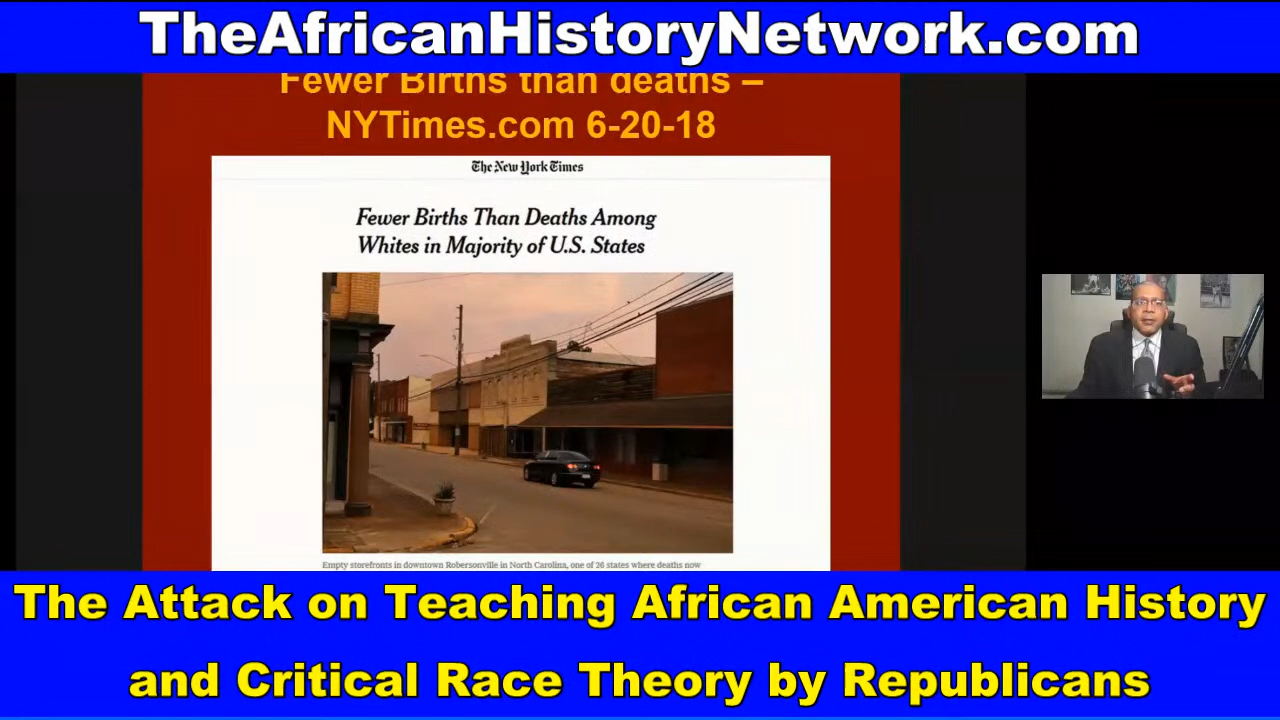 TheAfricanHistoryNetwork.com
Fewer Births than deaths –
NYTimes.com 6-20-18
The New York Times
Fewer Births Than Deaths Among
Whites in Majority of U.S. States
Empty storefronts in downtown Robersonville in North Carolina, one of 26 states where deaths now
The Attack on Teaching African American History
and Critical Race Theory by Republicans